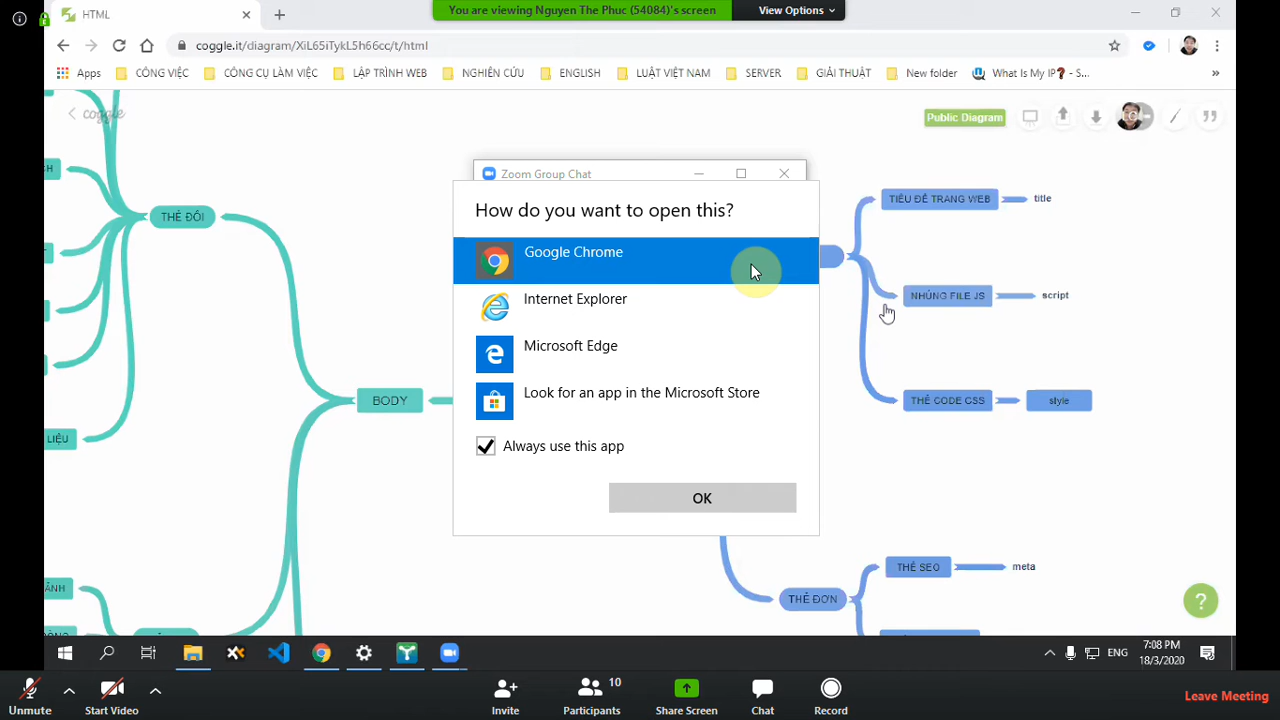 HTML
You are viewing Nguyen The Phuc (54084)'s screen
View Options
coggle.it/diagram/XiL65iTykL5h66cc/t/html
Apps
CÔNG VIỆC
CÔNG CỤ LÀM VIỆC
LẬP TRÌNH WEB
NGHIÊN CỨU
ENGLISH
LUẬT VIỆT NAM
SERVER
GIẢI THUẬT
New folder
What Is My IP❓ - S...
coggle
Public Diagram
Zoom Group Chat
How do you want to open this?
Google Chrome
Internet Explorer
Microsoft Edge
Look for an app in the Microsoft Store
Always use this app
OK
THẺ ĐÔI
BODY
LIỆU
TIÊU ĐỀ TRANG WEB
title
NHÚNG FILE JS
script
THẺ CODE CSS
style
THẺ SEO
meta
THẺ ĐƠN
?
ENG
7:08 PM
18/3/2020
Unmute
Start Video
Invite
10
Participants
Share Screen
Chat
Record
Leave Meeting